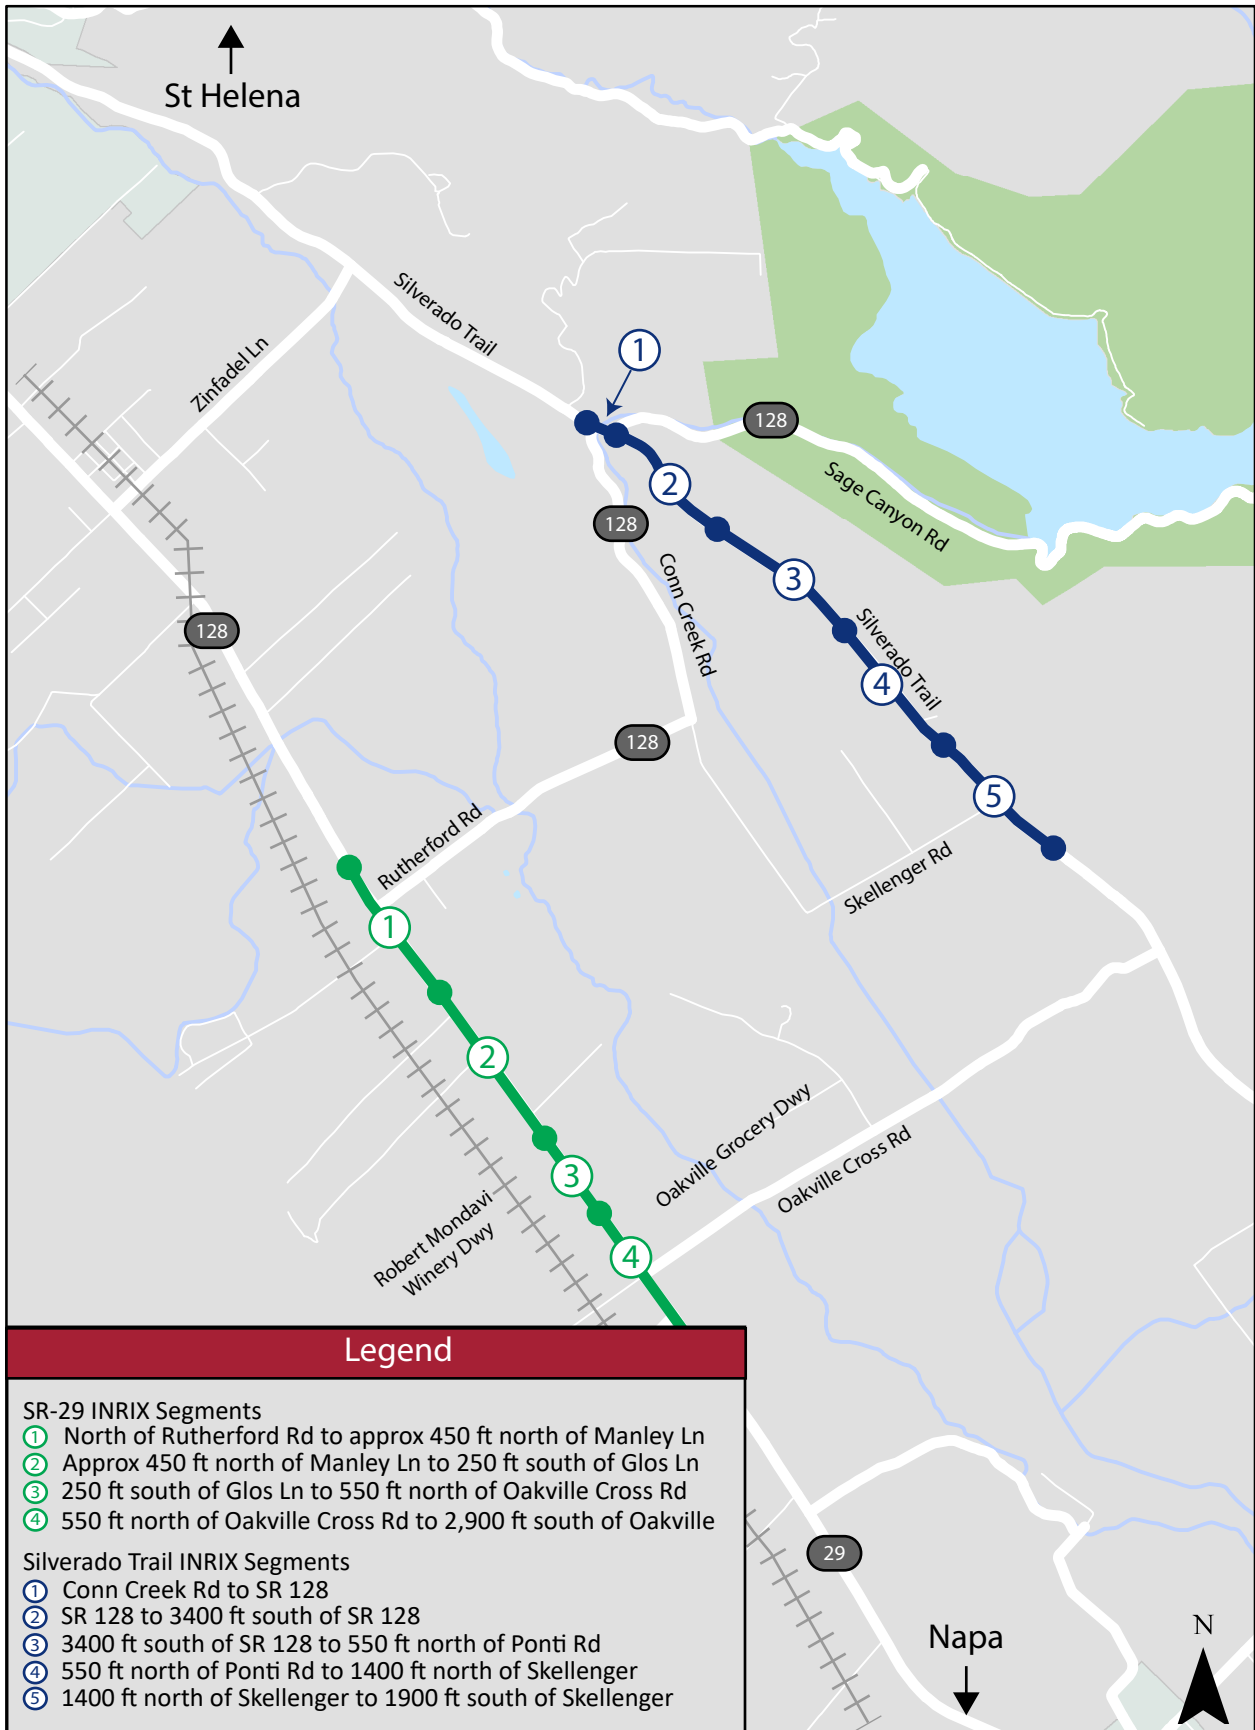 St Helena
Silverado Trail
Zinfadel Ln
1
128
2
Sage Canyon Rd
128
3
Conn Creek Rd
128
Silverado Trail
4
128
5
Rutherford Rd
Skellenger Rd
1
2
Oakville Grocery Dwy
Oakville Cross Rd
3
Robert Mondavi
Winery Dwy
4
Legend
SR-29 INRIX Segments
1 North of Rutherford Rd to approx 450 ft north of Manley Ln
2 Approx 450 ft north of Manley Ln to 250 ft south of Glos Ln
3 250 ft south of Glos Ln to 550 ft north of Oakville Cross Rd
4 550 ft north of Oakville Cross Rd to 2,900 ft south of Oakville
Silverado Trail INRIX Segments
1 Conn Creek Rd to SR 128
2 SR 128 to 3400 ft south of SR 128
3 3400 ft south of SR 128 to 550 ft north of Ponti Rd
4 550 ft north of Ponti Rd to 1400 ft north of Skellenger
5 1400 ft north of Skellenger to 1900 ft south of Skellenger
29
Napa
N